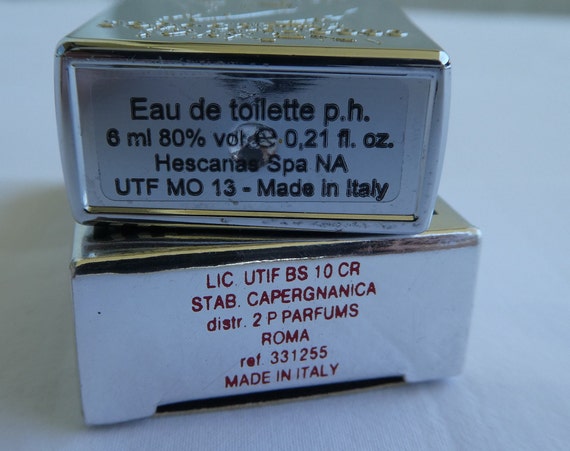 Eau de toilette p.h.
6 ml 80% vol ℮ 0,21 fl. oz.
Hescanas Spa NA
UTF MO 13 - Made in Italy
LIC. UTIF BS 10 CR
STAB. CAPERGNANICA
distr. 2 P PARFUMS
ROMA
ref. 331255
MADE IN ITALY